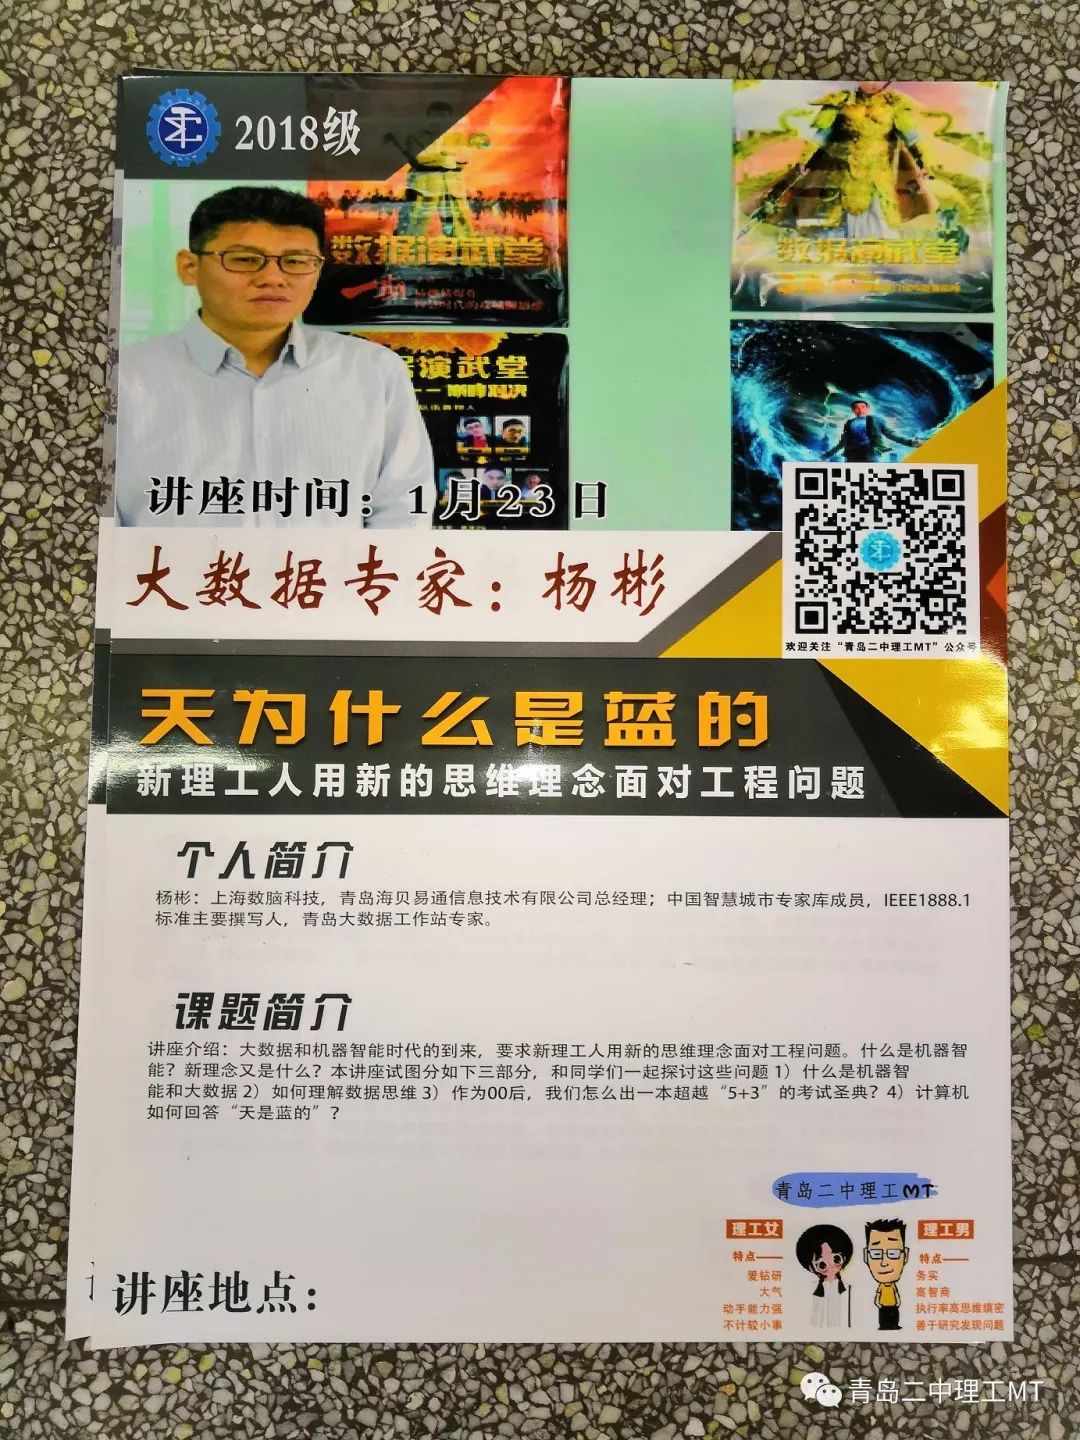 2018级
数据演武堂
数据演武堂
据演武堂
讲座时间：1月23日
大数据专家：杨彬
欢迎关注“青岛二中理工MT”公众号
天为什么是蓝的
新理工人用新的思维理念面对工程问题
个人简介
杨彬：上海数脑科技，青岛海贝易通信息技术有限公司总经理；中国智慧城市专家库成员，IEEE1888.1
标准主要撰写人，青岛大数据工作站专家。
课题简介
讲座介绍：大数据和机器智能时代的到来，要求新理工人用新的思维理念面对工程问题。什么是机器智
能？新理念又是什么？本讲座试图分如下三部分，和同学们一起探讨这些问题 1）什么是机器智
能和大数据 2）如何理解数据思维 3）作为00后，我们怎么出一本超越“5+3”的考试圣典？4）计算机
如何回答“天是蓝的”？
青岛二中理工MT
理工女
特点——
爱钻研
大气
动手能力强
不计较小事
理工男
特点——
务实
高智商
执行率高思维缜密
善于研究发现问题
讲座地点：
青岛二中理工MT